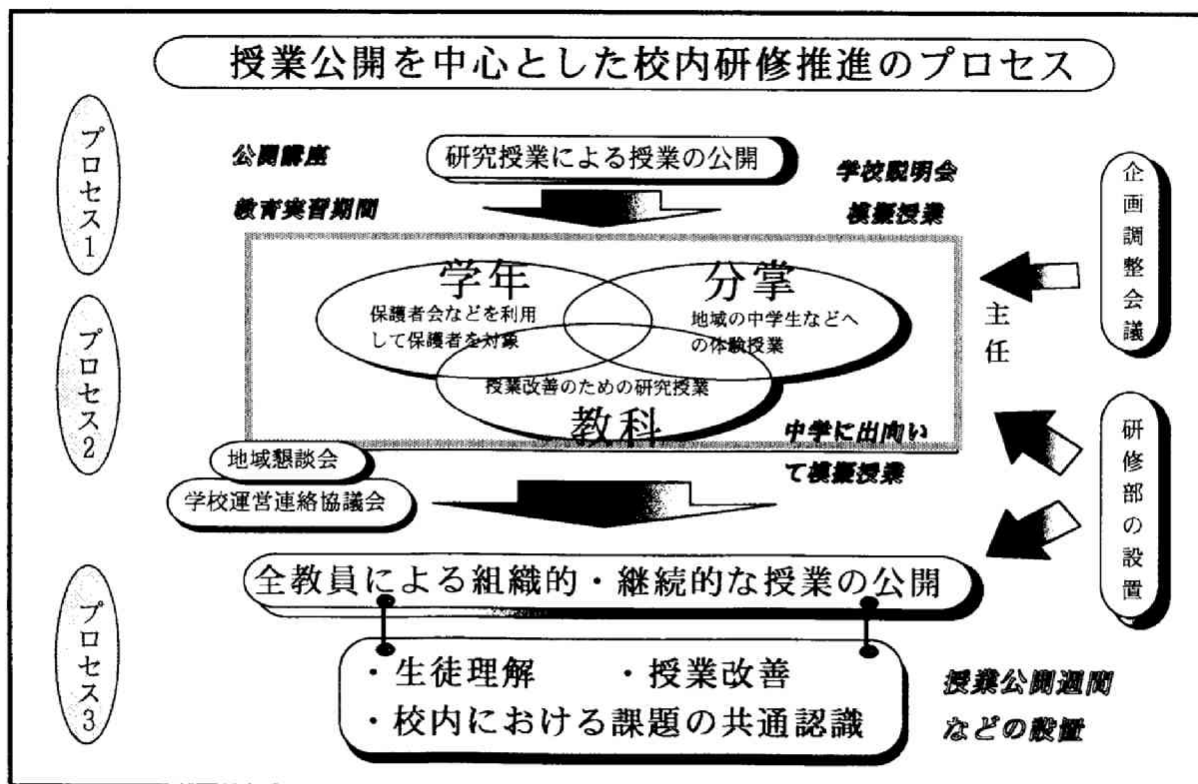 授業公開を中心とした校内研修推進のプロセス
プロセス1
公開講座
研究授業による授業の公開
学校説明会
教育実習期間
模擬授業
企画調整会議
学年
分掌
保護者会などを利用
して保護者を対象
地域の中学生などへ
の体験授業
主任
プロセス2
授業改善のための研究授業
教科
中学に出向い
て模擬授業
地域懇談会
学校運営連絡協議会
研修部の設置
全教員による組織的・継続的な授業の公開
プロセス3
・生徒理解 ・授業改善
・校内における課題の共通認識
授業公開週間
などの設置